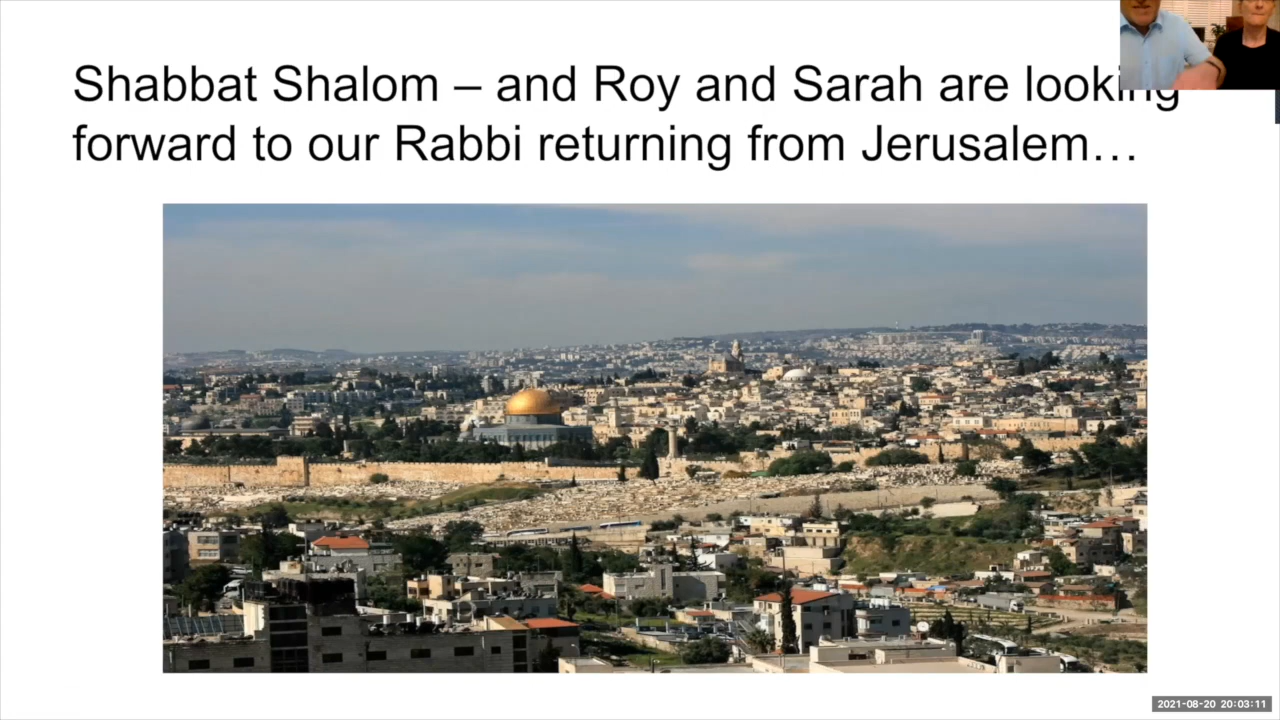 Shabbat Shalom – and Roy and Sarah are looking
forward to our Rabbi returning from Jerusalem…
2021-08-20 20:03:11